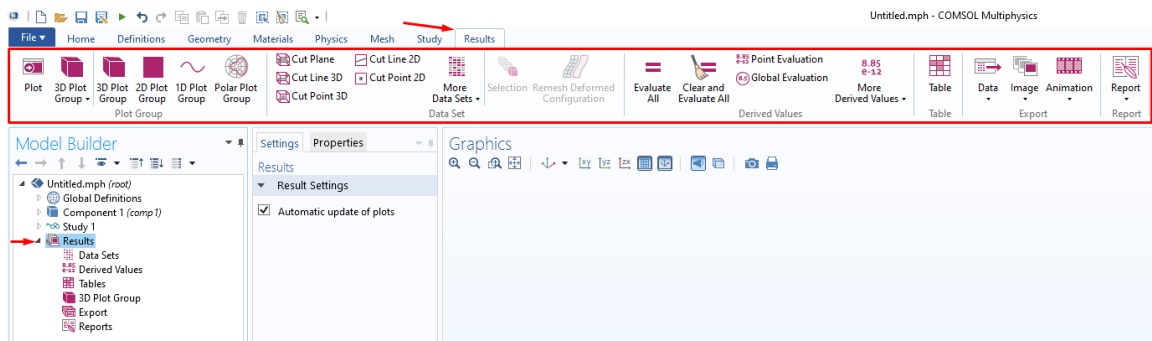 Untitled.mph - COMSOL Multiphysics
File Home Definitions Geometry Materials Physics Mesh Study Results
Plot
3D Plot Group
3D Plot Group
2D Plot Group
1D Plot Group
Polar Plot Group
Plot Group
Cut Plane
Cut Line 3D
Cut Point 3D
Cut Line 2D
Cut Point 2D
More Data Sets
Selection
Remesh Deformed Configuration
Data Set
Evaluate All
Clear and Evaluate All
8.85 e-12
Point Evaluation
Global Evaluation
More Derived Values
Derived Values
Table
Table
Data
Image
Animation
Export
Report
Report
Model Builder
Untitled.mph (root)
Global Definitions
Component 1 (comp1)
Study 1
Results
Data Sets
Derived Values
Tables
3D Plot Group
Export
Reports
Settings Properties
Results
Result Settings
Automatic update of plots
Graphics
xy yz zx